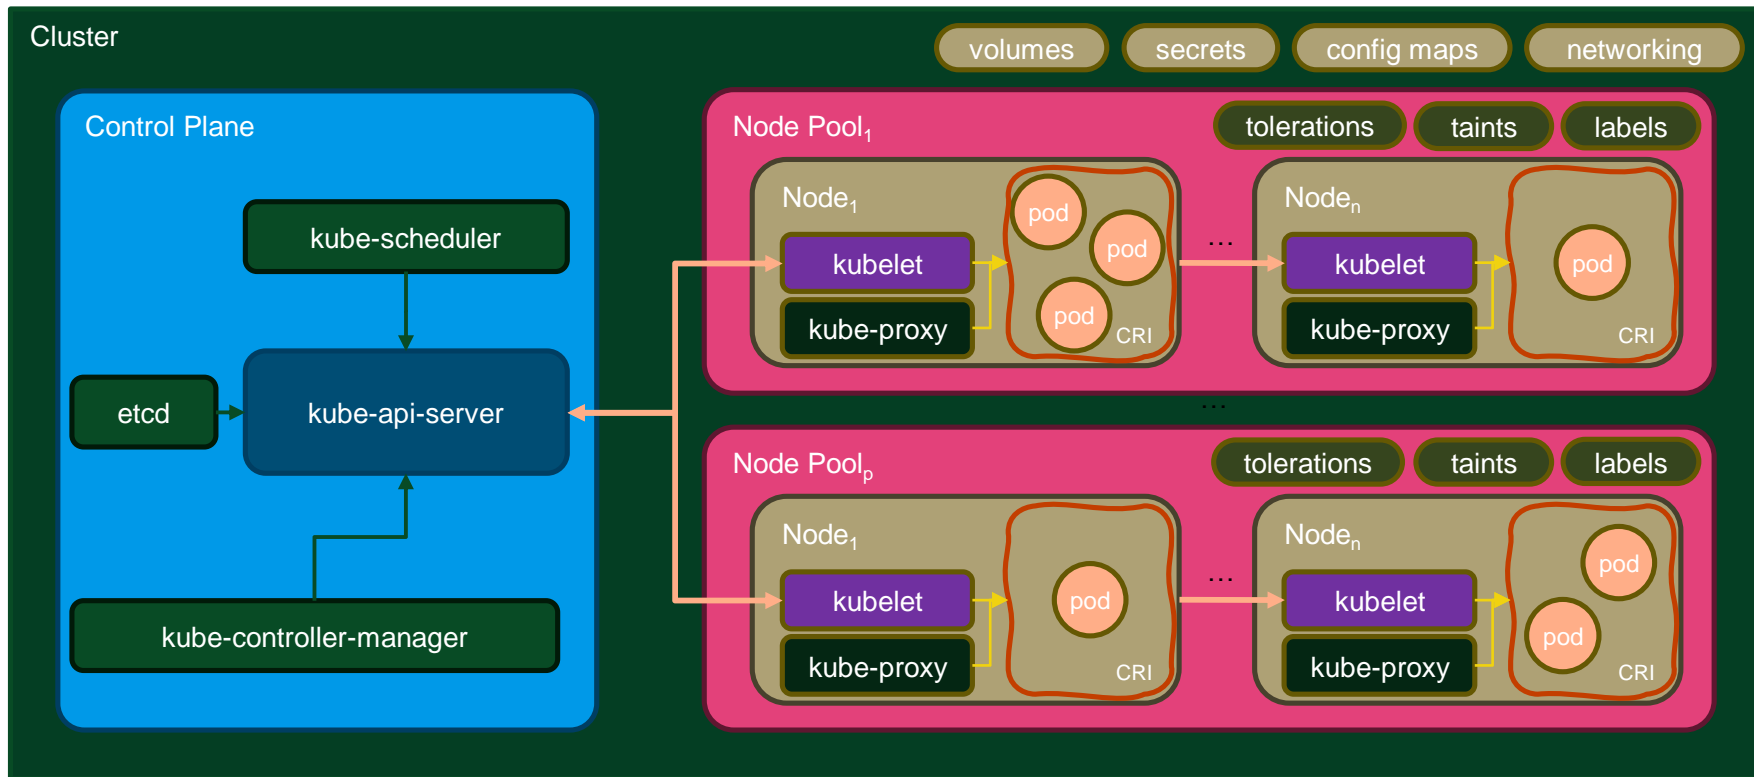 Cluster
volumes
secrets
config maps
networking
Control Plane
kube-scheduler
etcd
kube-api-server
kube-controller-manager
Node Pool1
tolerations
taints
labels
Node1
kubelet
kube-proxy
pod
pod
pod
CRI
...
Noden
kubelet
kube-proxy
pod
CRI
...
Node Poolp
tolerations
taints
labels
Node1
kubelet
kube-proxy
pod
CRI
...
Noden
kubelet
kube-proxy
pod
pod
CRI